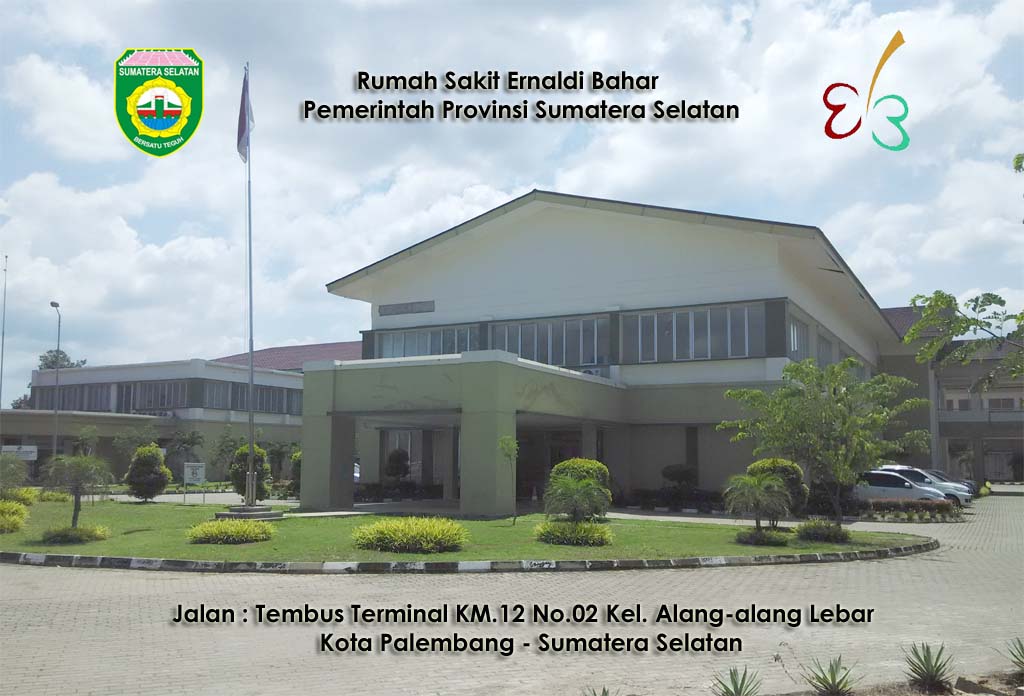 SUMATERA SELATAN
BERSATU TEGUH
Rumah Sakit Ernaldi Bahar
Pemerintah Provinsi Sumatera Selatan
Jalan : Tembus Terminal KM.12 No.02 Kel. Alang-alang Lebar
Kota Palembang - Sumatera Selatan